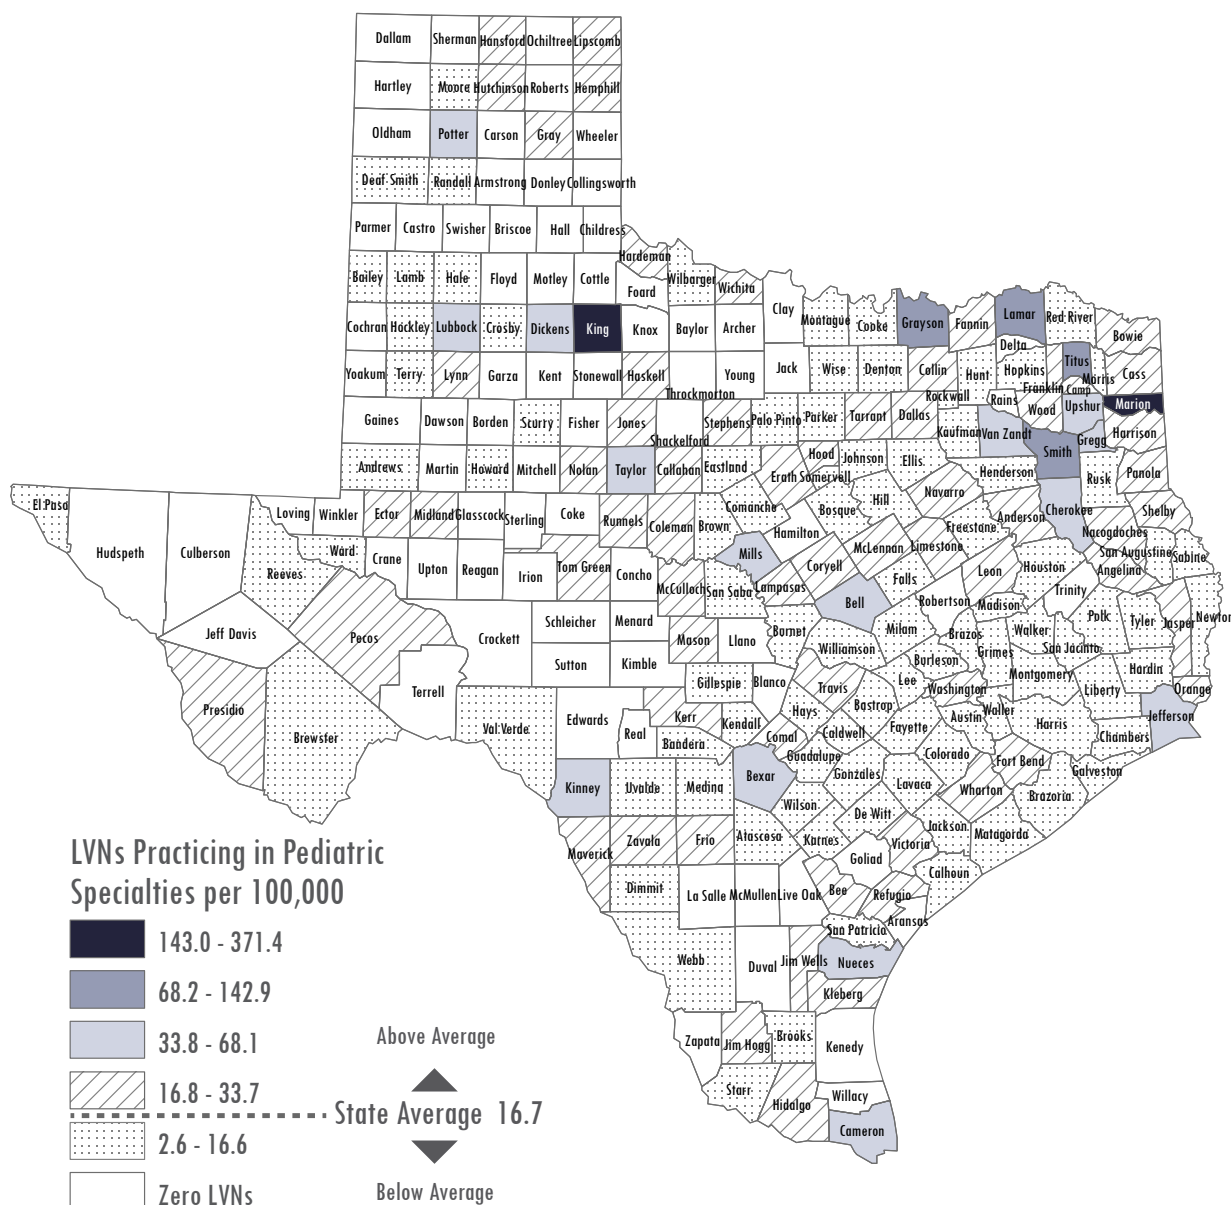 Dallam Sherman Hansford Ochiltree Lipscomb
Hartley Moore Hutchinson Roberts Hemphill
Oldham Potter Carson Gray Wheeler
Deaf Smith Randall Armstrong Donley Collingsworth
Parmer Castro Swisher Briscoe Hall Childress
Hardeman
Bailey Lamb Hale Floyd Motley Cottle Foard Wilbarger Wichita
Clay Montague Cooke Grayson Fannin Lamar Red River Bowie
Cochran Hockley Lubbock Crosby Dickens King Knox Baylor Archer
Delta Titus Morris Cass
Yoakum Terry Lynn Garza Kent Stonewall Haskell Throckmorton Young Jack Wise Denton Collin Hunt Hopkins Franklin Camp
Rockwall Rains Wood Upshur Marion
Gaines Dawson Borden Scurry Fisher Jones Shackelford Stephens Palo Pinto Parker Tarrant Dallas Kaufman Van Zandt Gregg Harrison
Smith
Andrews Martin Howard Mitchell Nolan Taylor Callahan Eastland Erath Hood Somervell Johnson Ellis Henderson Rusk Panola
El Paso Hudspeth Culberson Loving Winkler Ector Midland Glasscock Sterling Coke Runnels Coleman Brown Comanche Bosque Hill Navarro Freestone Anderson Cherokee Nacogdoches Shelby
Reeves Ward Crane Upton Reagan Irion Tom Green Concho Mills Hamilton McLennan Limestone San Augustine Sabine
McCulloch San Saba Lampasas Coryell Bell Falls Leon Houston Angelina
Trinity
Jeff Davis Pecos Crockett Schleicher Menard Mason Llano Burnet Williamson Milam Robertson Madison Brazos Grimes Walker San Jacinto Polk Tyler Jasper Newton
Sutton Kimble Burleson
Presidio Brewster Terrell Val Verde Edwards Real Kerr Gillespie Blanco Travis Lee Washington Montgomery Liberty Hardin Orange
Bandera Kendall Hays Bastrop Caldwell Fayette Austin Waller Harris Chambers Jefferson
Comal Guadalupe Colorado Fort Bend Galveston
Kinney Uvalde Medina Bexar Wilson Gonzales Lavaca Wharton Brazoria
De Witt Jackson Matagorda
Maverick Zavala Frio Atascosa Karnes Goliad Victoria Calhoun
Dimmit La Salle McMullen Live Oak Bee Refugio Aransas
San Patricio
Webb Duval Jim Wells Nueces
Kleberg
Zapata Jim Hogg Brooks Kenedy
Starr Hidalgo Willacy
Cameron
LVNs Practicing in Pediatric
Specialties per 100,000
143.0 - 371.4
68.2 - 142.9
33.8 - 68.1
Above Average
16.8 - 33.7
State Average 16.7
2.6 - 16.6
Below Average
Zero LVNs